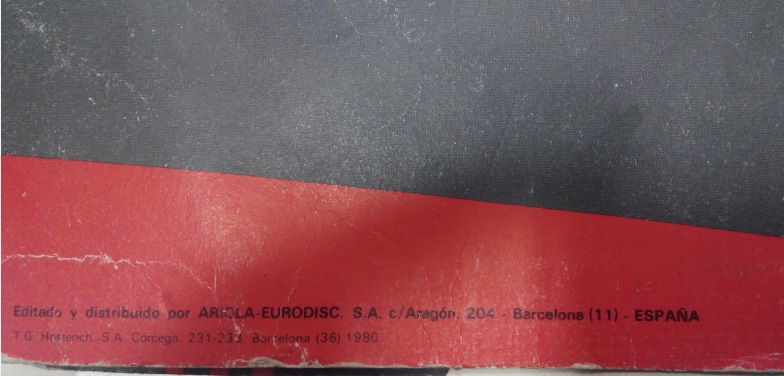 Editado y distribuido por ARIOLA-EURODISC, S.A. c/Aragón, 204 - Barcelona (11) - ESPAÑA
T.G. Hostench, S.A. Córcega, 231-233 Barcelona (36) 1980